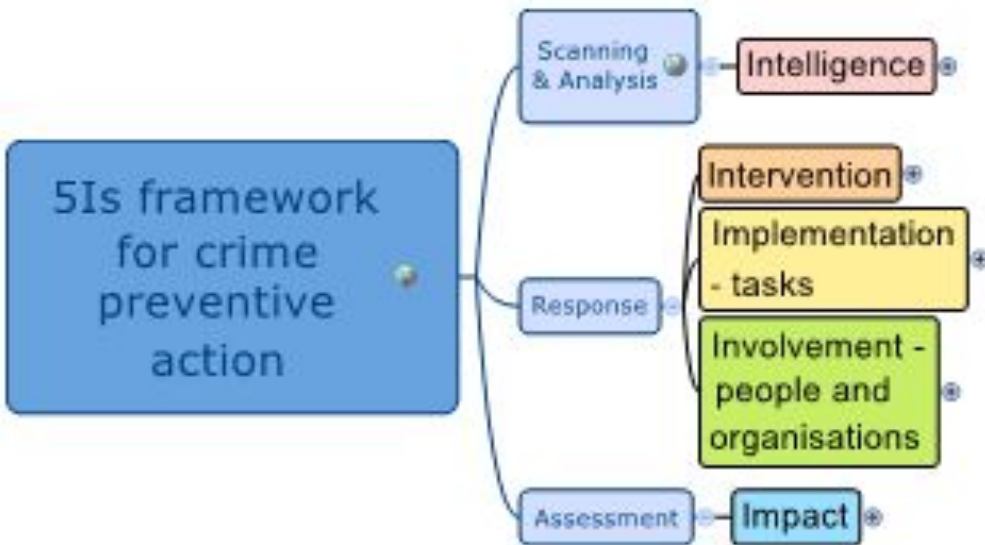 5Is framework
for crime
preventive
action
Scanning
& Analysis
Intelligence
Response
Intervention
Implementation
- tasks
Involvement -
people and
organisations
Assessment
Impact